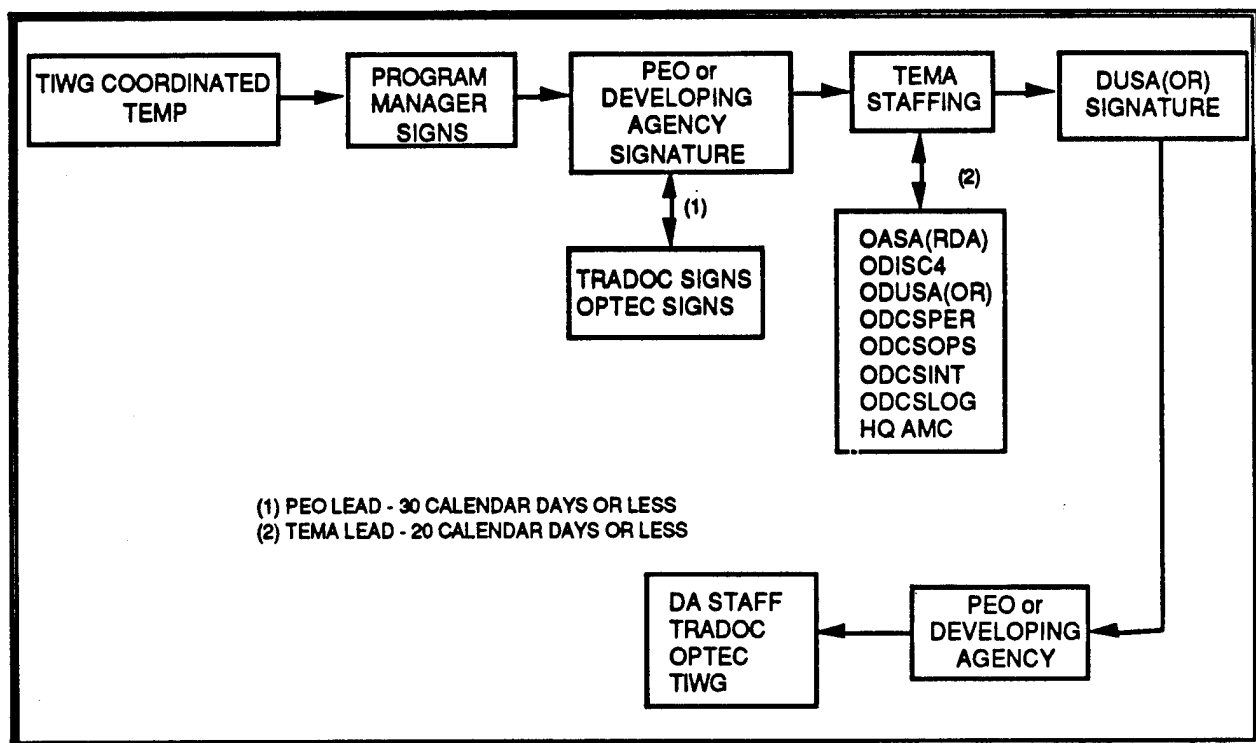 TIWG COORDINATED
TEMP
PROGRAM
MANAGER
SIGNS
PEO or
DEVELOPING
AGENCY
SIGNATURE
TEMA
STAFFING
DUSA(OR)
SIGNATURE
(1)
(2)
TRADOC SIGNS
OPTEC SIGNS
OASA(RDA)
ODISC4
ODUSA(OR)
ODCSPER
ODCSOPS
ODCSINT
ODCSLOG
HQ AMC
(1) PEO LEAD - 30 CALENDAR DAYS OR LESS
(2) TEMA LEAD - 20 CALENDAR DAYS OR LESS
DA STAFF
TRADOC
OPTEC
TIWG
PEO or
DEVELOPING
AGENCY